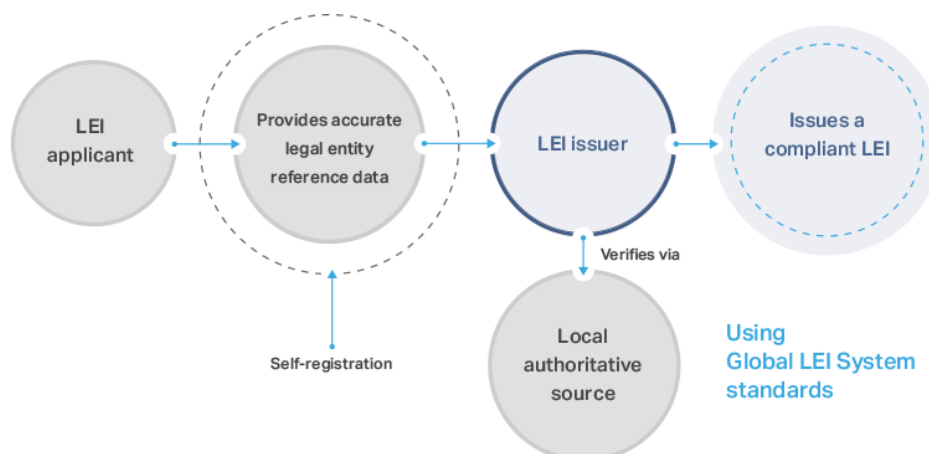 LEI
applicant
Provides accurate
legal entity
reference data
LEI issuer
Issues a
compliant LEI
Verifies via
Self-registration
Local
authoritative
source
Using
Global LEI System
standards